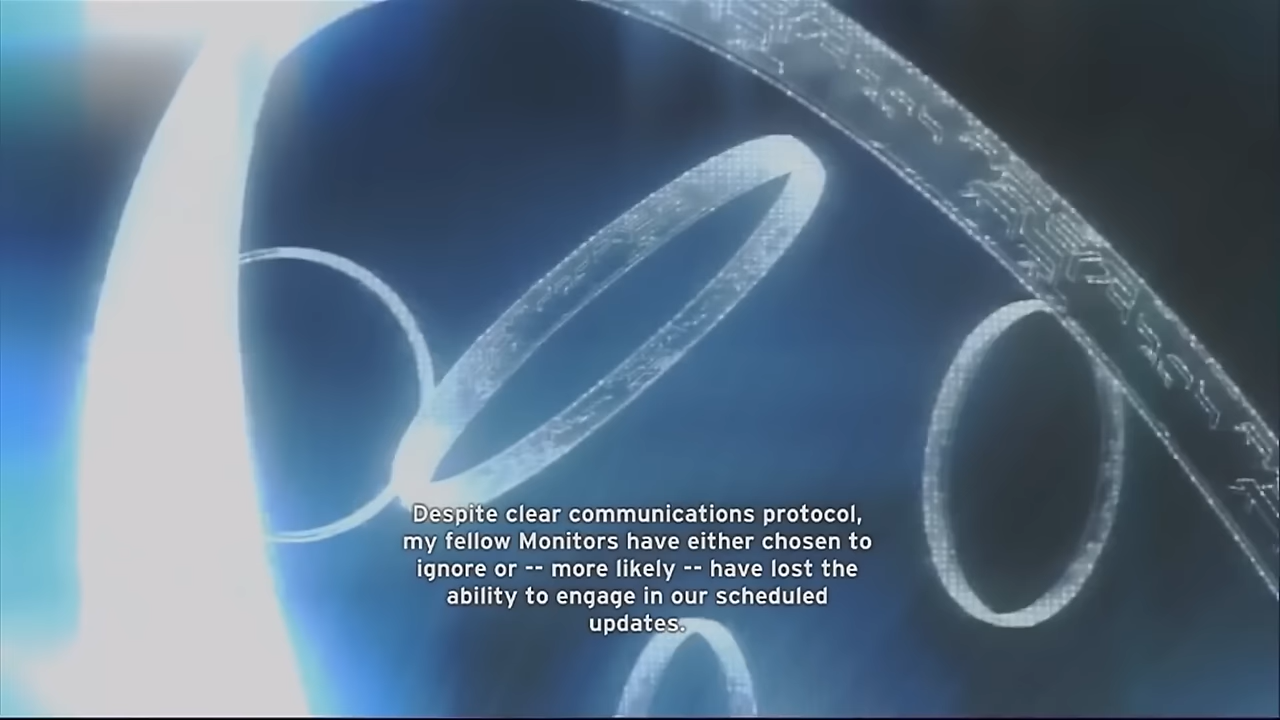 Despite clear communications protocol,
my fellow Monitors have either chosen to
ignore or -- more likely -- have lost the
ability to engage in our scheduled
updates.